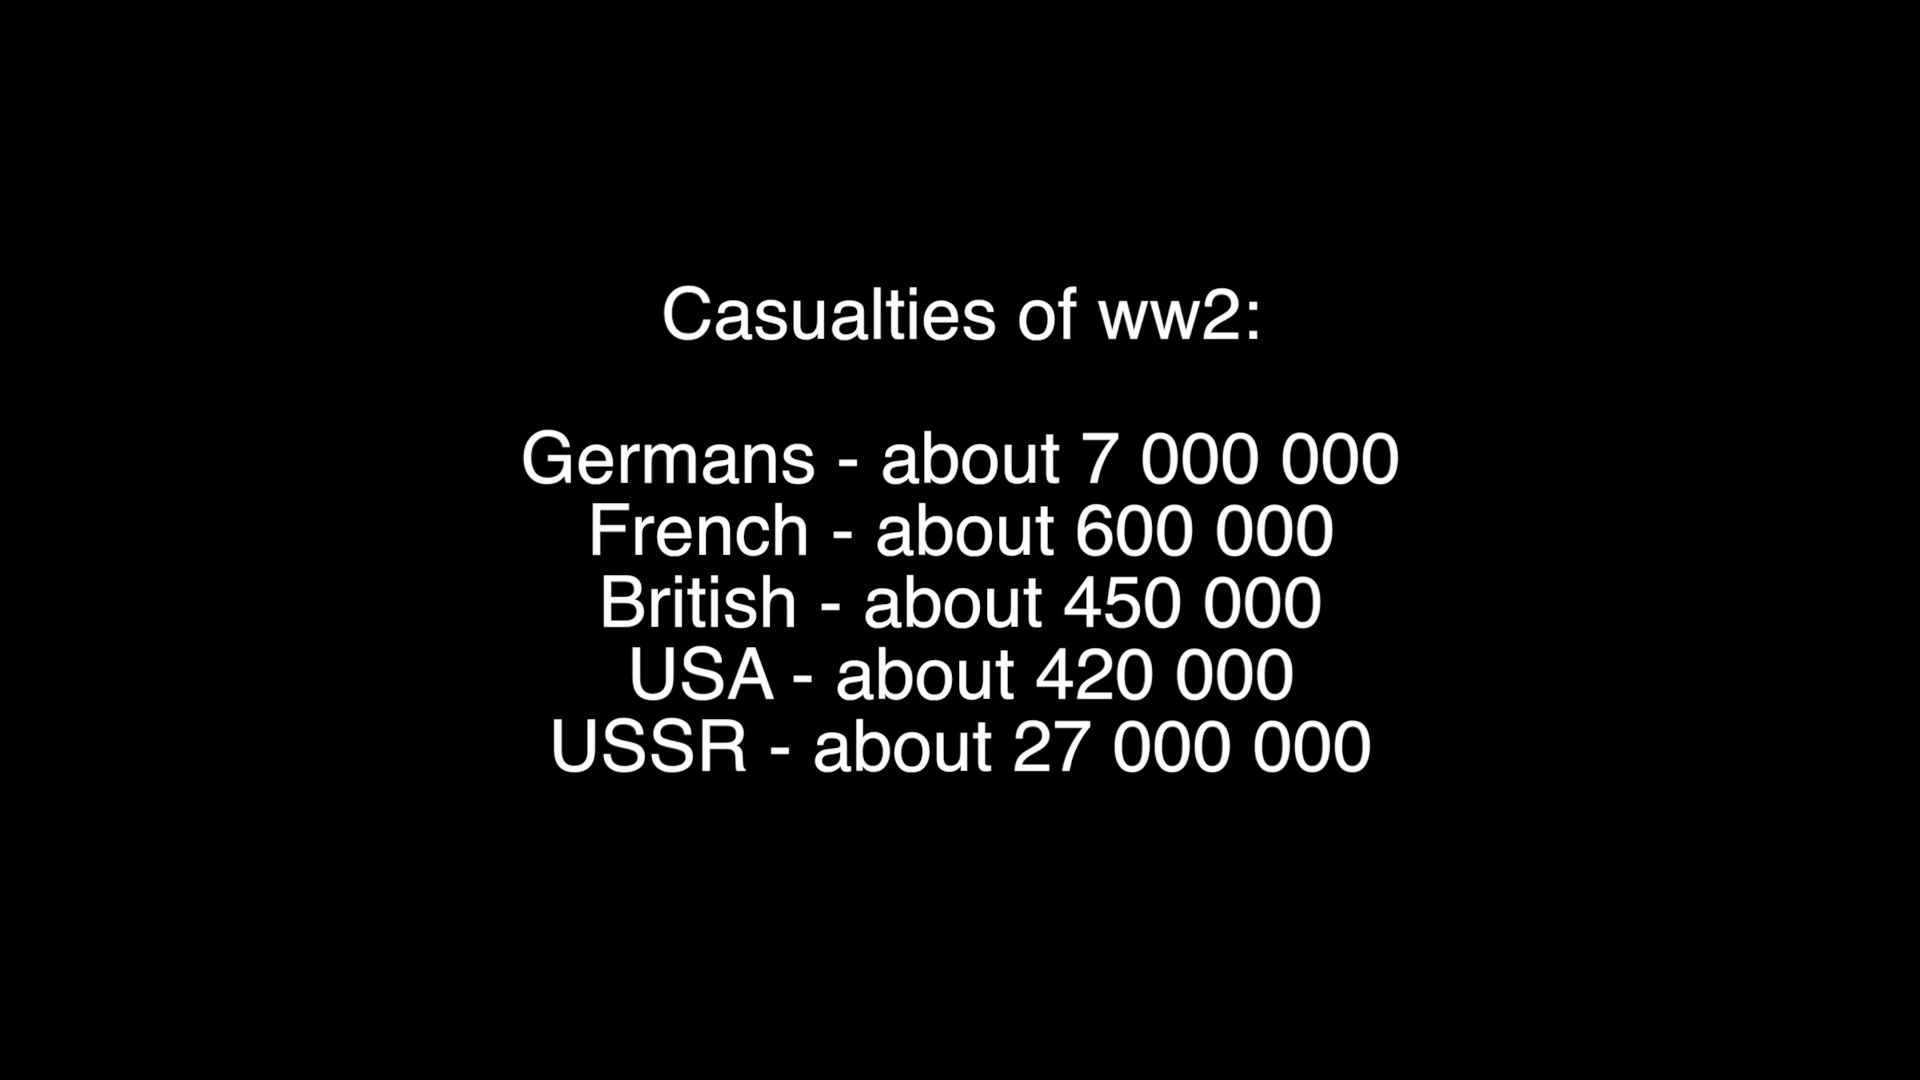 Casualties of ww2:
Germans - about 7 000 000
French - about 600 000
British - about 450 000
USA - about 420 000
USSR - about 27 000 000